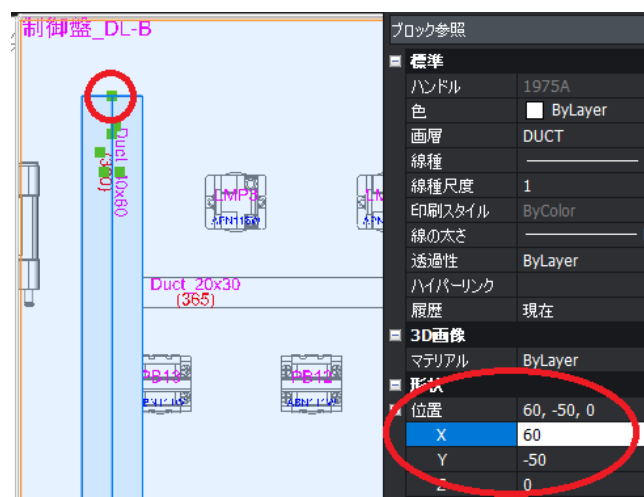 制御盤_DL-B
Duct_40x60
LMP3
APN116W
Duct_20x30
(365)
PB13
PB12
ブロック参照
標準
ハンドル 1975A
色 ByLayer
画層 DUCT
線種
線種尺度 1
印刷スタイル ByColor
線の太さ
透過性 ByLayer
ハイパーリンク
履歴 現在
3D画像
マテリアル ByLayer
形状
位置 60, -50, 0
X 60
Y -50
Z 0